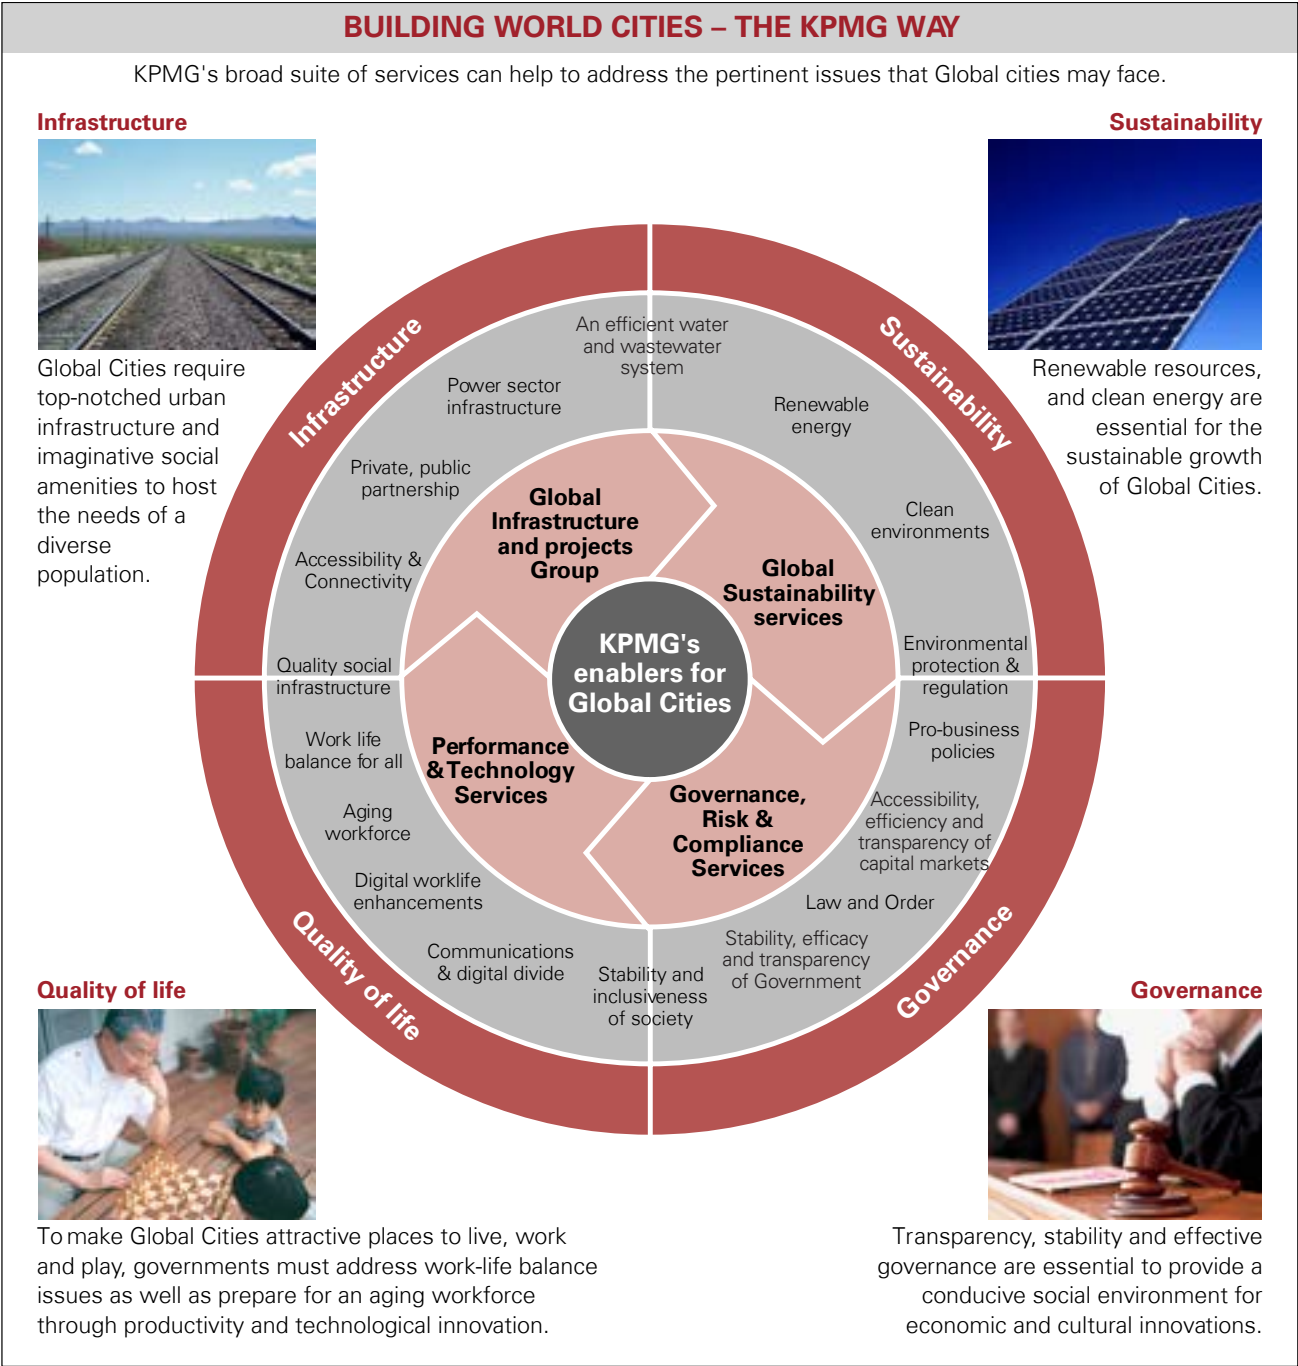 BUILDING WORLD CITIES – THE KPMG WAY
KPMG's broad suite of services can help to address the pertinent issues that Global cities may face.
Infrastructure
Global Cities require
top-notched urban
infrastructure and
imaginative social
amenities to host
the needs of a
diverse
population.
Sustainability
Renewable resources,
and clean energy are
essential for the
sustainable growth
of Global Cities.
Infrastructure
Sustainability
An efficient water
and wastewater
system
Power sector
infrastructure
Private, public
partnership
Accessibility &
Connectivity
Quality social
infrastructure
Renewable
energy
Clean
environments
Environmental
protection &
regulation
Global
Infrastructure
and projects
Group
Global
Sustainability
services
KPMG's
enablers for
Global Cities
Performance
& Technology
Services
Governance,
Risk &
Compliance
Services
Work life
balance for all
Aging
workforce
Digital worklife
enhancements
Communications
& digital divide
Stability and
inclusiveness
of society
Pro-business
policies
Accessibility,
efficiency and
transparency of
capital markets
Law and Order
Stability, efficacy
and transparency
of Government
Quality of life
Governance
Quality of life
To make Global Cities attractive places to live, work
and play, governments must address work-life balance
issues as well as prepare for an aging workforce
through productivity and technological innovation.
Governance
Transparency, stability and effective
governance are essential to provide a
conducive social environment for
economic and cultural innovations.